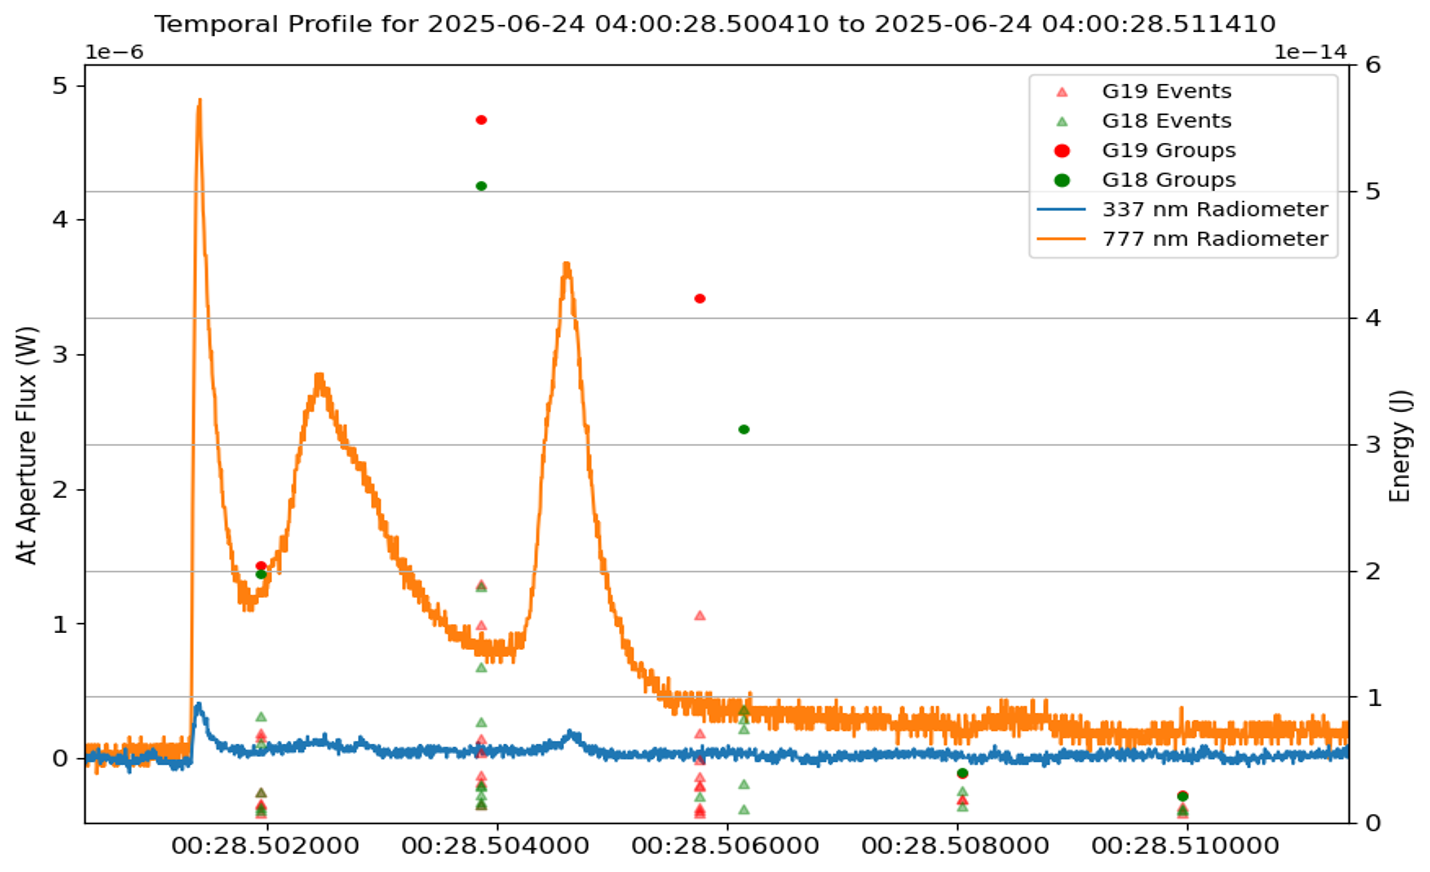 Temporal Profile for 2025-06-24 04:00:28.500410 to 2025-06-24 04:00:28.511410
1e−6
1e−14
5
4
3
2
1
0
At Aperture Flux (W)
6
5
4
3
2
1
0
Energy (J)
G19 Events
G18 Events
G19 Groups
G18 Groups
337 nm Radiometer
777 nm Radiometer
00:28.502000 00:28.504000 00:28.506000 00:28.508000 00:28.510000